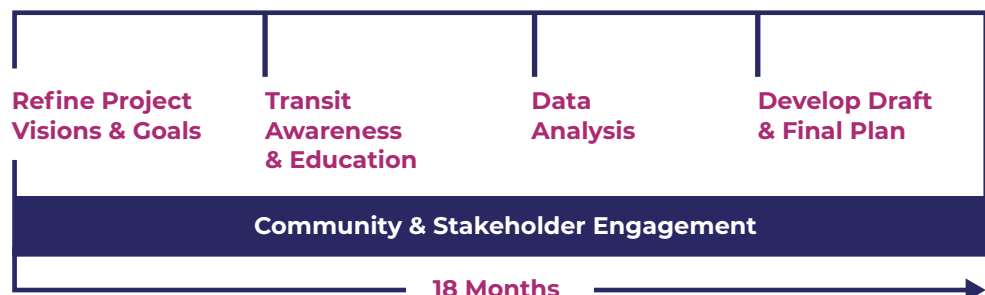 Refine Project
Visions & Goals
Transit
Awareness
& Education
Data
Analysis
Develop Draft
& Final Plan
Community & Stakeholder Engagement
18 Months